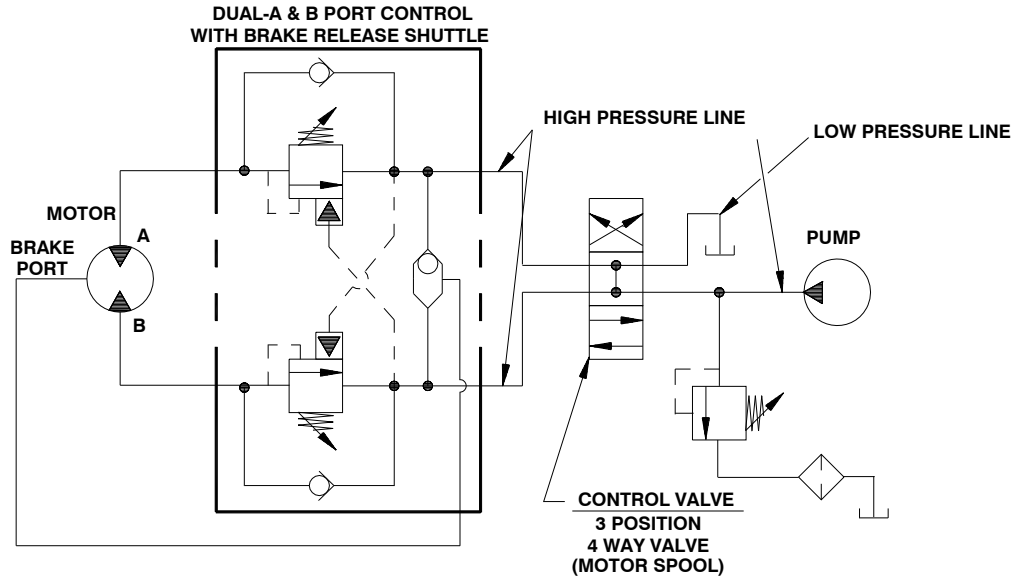 DUAL-A & B PORT CONTROL
WITH BRAKE RELEASE SHUTTLE
HIGH PRESSURE LINE
LOW PRESSURE LINE
MOTOR
A
BRAKE
PORT
PUMP
B
CONTROL VALVE
3 POSITION
4 WAY VALVE
(MOTOR SPOOL)